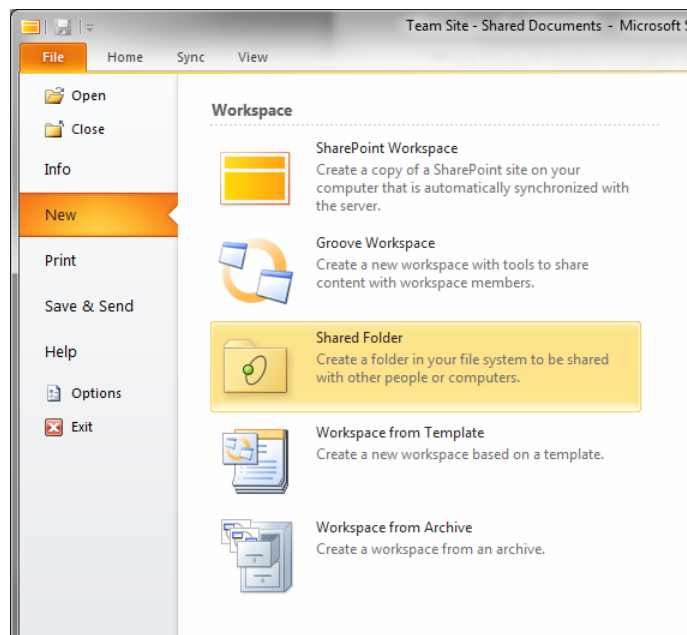 Team Site - Shared Documents - Microsoft
File Home Sync View
Open
Close
Info
New
Print
Save & Send
Help
Options
Exit
Workspace
SharePoint Workspace
Create a copy of a SharePoint site on your
computer that is automatically synchronized with
the server.
Groove Workspace
Create a new workspace with tools to share
content with workspace members.
Shared Folder
Create a folder in your file system to be shared
with other people or computers.
Workspace from Template
Create a new workspace based on a template.
Workspace from Archive
Create a workspace from an archive.